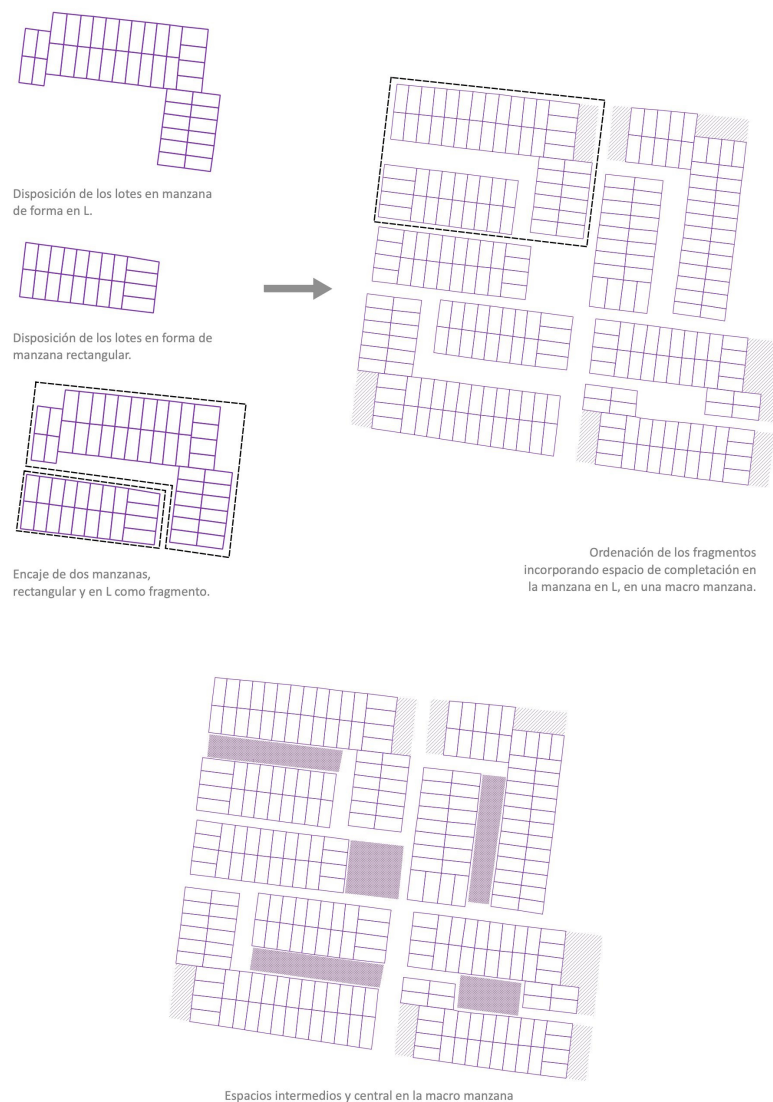 Disposición de los lotes en manzana
de forma en L.
Disposición de los lotes en forma de
manzana rectangular.
Encaje de dos manzanas,
rectangular y en L como fragmento.
Ordenación de los fragmentos
incorporando espacio de completación en
la manzana en L, en una macro manzana.
Espacios intermedios y central en la macro manzana